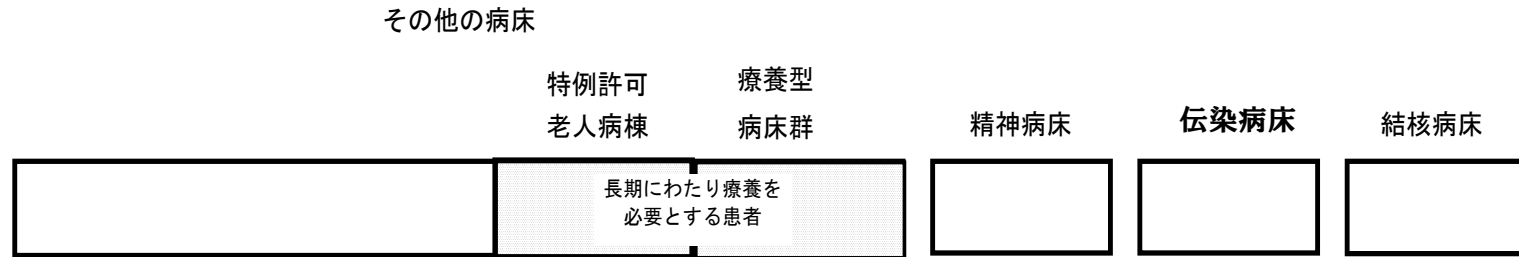 その他の病床
特例許可
老人病棟
療養型
病床群
精神病床
伝染病床
結核病床
長期にわたり療養を
必要とする患者